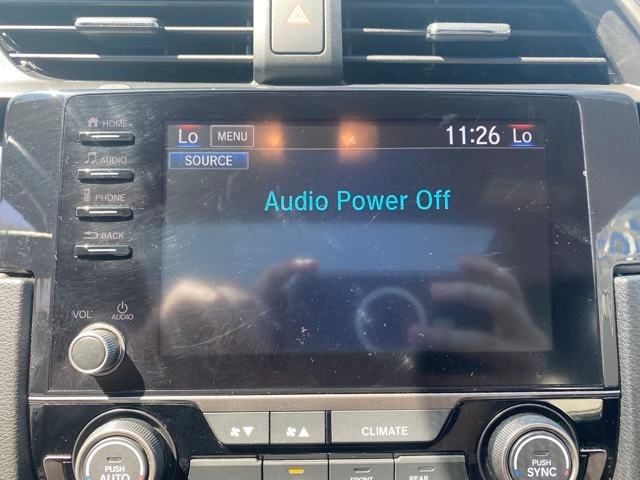 HOME
Lo MENU 11:26 Lo
AUDIO
SOURCE
PHONE
Audio Power Off
BACK
VOL AUDIO
CLIMATE
PUSH AUTO
PUSH SYNC
FRONT
REAR